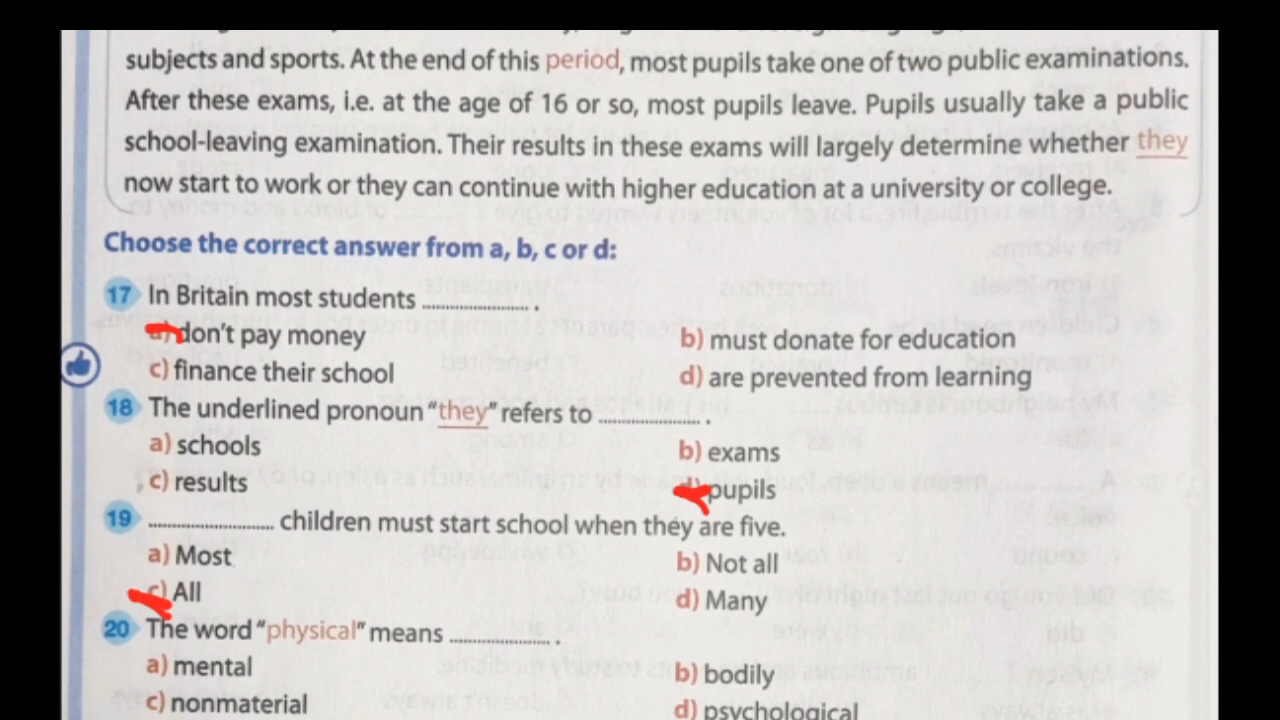 subjects and sports. At the end of this period, most pupils take one of two public examinations.
After these exams, i.e. at the age of 16 or so, most pupils leave. Pupils usually take a public
school-leaving examination. Their results in these exams will largely determine whether they
now start to work or they can continue with higher education at a university or college.
Choose the correct answer from a, b, c or d:
17 In Britain most students .................... .
a) don't pay money b) must donate for education
c) finance their school d) are prevented from learning
18 The underlined pronoun "they" refers to .................... .
a) schools b) exams
c) results pupils
19 .................... children must start school when they are five.
a) Most b) Not all
c) All d) Many
20 The word "physical" means .................... .
a) mental b) bodily
c) nonmaterial d) psychological